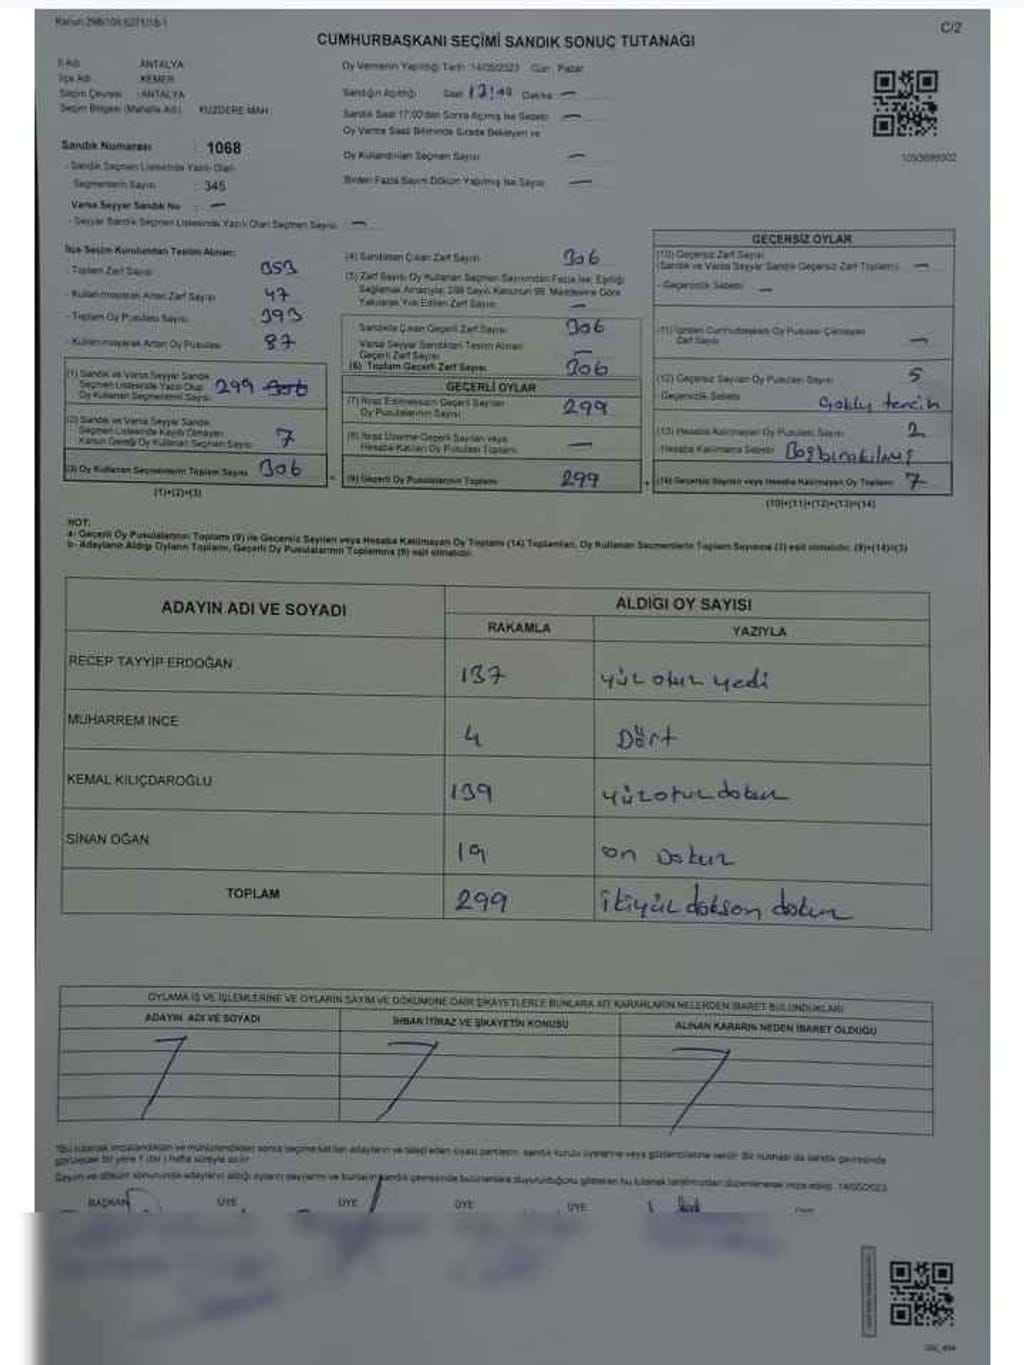 Kanun 298/105 6271/18-1
C/2
CUMHURBAŞKANI SEÇİMİ SANDIK SONUÇ TUTANAĞI
İl Adı ANTALYA
İlçe Adı KEMER
Seçim Çevresi : ANTALYA
Seçim Bölgesi (Mahalle Adı) KUZDERE MAH
Sandık Numarası : 1068
- Sandık Seçmen Listesinde Yazılı Olan
Seçmenlerin Sayısı : 345
Varsa Seyyar Sandık No : —
- Seyyar Sandık Seçmen Listesinde Yazılı Olan Seçmen Sayısı —
Oy Vermenin Yapıldığı Tarih :14/05/2023 Gün : Pazar
Sandığın Açıldığı Saat Dakika —
Sandık Saat 17:00'den Sonra Açılmış İse Sebebi —
Oy Verme Saati Bitiminde Sırada Bekleyen ve
Oy Kullandırılan Seçmen Sayısı —
Birden Fazla Sayım Döküm Yapılmış İse Sayısı —
İlçe Seçim Kurulundan Teslim Alınan:
- Toplam Zarf Sayısı 353
- Kullanılmayarak Artan Zarf Sayısı 47
- Toplam Oy Pusulası Sayısı 393
- Kullanılmayarak Artan Oy Pusulası 87
(1) Sandık ve Varsa Seyyar Sandık
Seçmen Listesinde Yazılı Olup 299 306
Oy Kullanan Seçmenlerin Sayısı
(2) Sandık ve Varsa Seyyar Sandık
Seçmen Listesinde Kayıtlı Olmayan 7
Kanun Gereği Oy Kullanan Seçmen Sayısı
(3) Oy Kullanan Seçmenlerin Toplam Sayısı 306
(1)+(2)=(3)
(4) Sandıktan Çıkan Zarf Sayısı 306
(5) Zarf Sayısı Oy Kullanan Seçmen Sayısından Fazla İse, Eşitliği
Sağlamak Amacıyla, 298 Sayılı Kanunun 98. Maddesine Göre
Yakılarak Yok Edilen Zarf Sayısı —
Sandıkta Çıkan Geçerli Zarf Sayısı 306
Varsa Seyyar Sandıktan Teslim Alınan
Geçerli Zarf Sayısı —
(6) Toplam Geçerli Zarf Sayısı 306
GEÇERLİ OYLAR
(7) İtiraz Edilmeksizin Geçerli Sayılan
Oy Pusulalarının Sayısı 299
(8) İtiraz Üzerine Geçerli Sayılan veya
Hesaba Katılan Oy Pusulası Toplamı —
(9) Geçerli Oy Pusulalarının Toplamı 299
GEÇERSİZ OYLAR
(10) Geçersiz Zarf Sayısı
(Sandık ve Varsa Seyyar Sandık Geçersiz Zarf Toplamı) —
- Geçersizlik Sebebi —
(11) İçinden Cumhurbaşkanı Oy Pusulası Çıkmayan
Zarf Sayısı —
(12) Geçersiz Sayılan Oy Pusulası Sayısı 5
Geçersizlik Sebebi Çoklu tercih
(13) Hesaba Katılmayan Oy Pusulası Sayısı 2
Hesaba Katılmama Sebebi Boş bırakılmış
(14) Geçersiz Sayılan veya Hesaba Katılmayan Oy Toplamı 7
(10)+(11)+(12)+(13)=(14)
NOT:
a- Geçerli Oy Pusulalarının Toplamı (9) ile Geçersiz Sayılan veya Hesaba Katılmayan Oy Toplamı (14) Toplamları, Oy Kullanan Seçmenlerin Toplam Sayısına (3) eşit olmalıdır. (9)+(14)=(3)
b- Adayların Aldığı Oyların Toplamı, Geçerli Oy Pusulalarının Toplamına (9) eşit olmalıdır.
ADAYIN ADI VE SOYADI ALDIĞI OY SAYISI
RAKAMLA YAZIYLA
RECEP TAYYİP ERDOĞAN 137 yüz otuz yedi
MUHARREM İNCE 4 Dört
KEMAL KILIÇDAROĞLU 139 yüz otuz dokuz
SİNAN OĞAN 19 on dokuz
TOPLAM 299 ikiyüz doksan dokuz
OYLAMA İŞ VE İŞLEMLERİNE VE OYLARIN SAYIM VE DÖKÜMÜNE DAİR ŞİKAYETLERLE BUNLARA AİT KARARLARIN NELERDEN İBARET BULUNDUKLARI
ADAYIN ADI VE SOYADI İHBAR İTİRAZ VE ŞİKAYETİN KONUSU ALINAN KARARIN NEDEN İBARET OLDUĞU
BAŞKAN ÜYE ÜYE ÜYE ÜYE